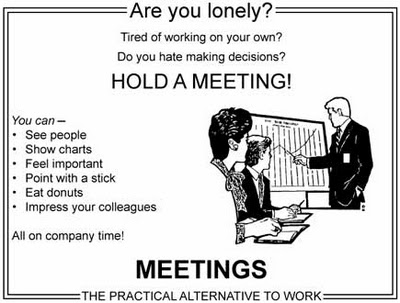 Are you lonely?
Tired of working on your own?
Do you hate making decisions?
HOLD A MEETING!
You can –
• See people
• Show charts
• Feel important
• Point with a stick
• Eat donuts
• Impress your colleagues
All on company time!
MEETINGS
THE PRACTICAL ALTERNATIVE TO WORK